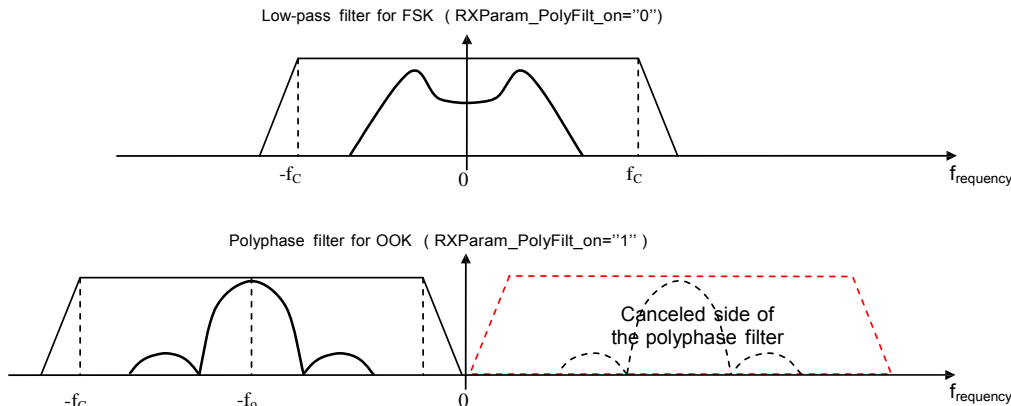 Low-pass filter for FSK ( RXParam_PolyFilt_on=''0'')
-fC 0 fC
frequency
Polyphase filter for OOK ( RXParam_PolyFilt_on=''1'' )
Canceled side of
the polyphase filter
-fC -fo 0
frequency